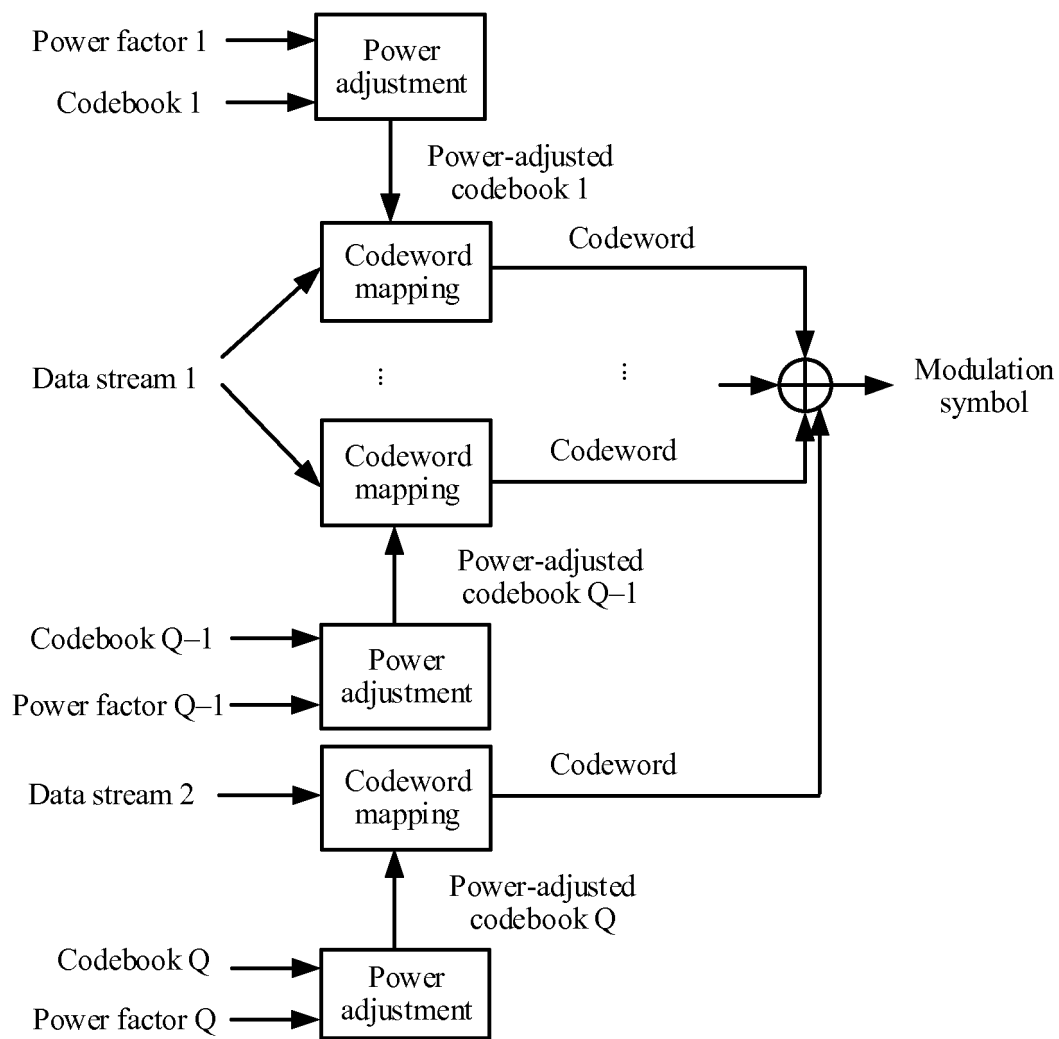 Power factor 1
Power
adjustment
Codebook 1
Power-adjusted
codebook 1
Codeword
mapping
Codeword
Data stream 1
...
...
Modulation
symbol
Codeword
mapping
Codeword
Power-adjusted
codebook Q–1
Codebook Q–1
Power
adjustment
Power factor Q–1
Data stream 2
Codeword
mapping
Codeword
Power-adjusted
codebook Q
Codebook Q
Power
adjustment
Power factor Q